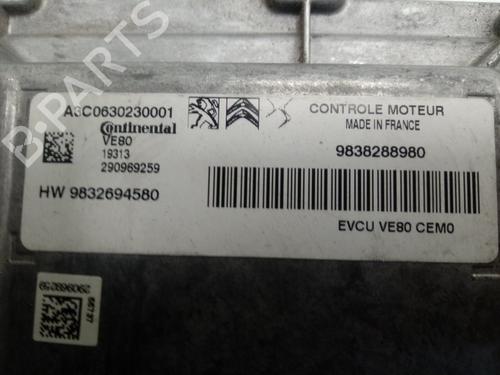 A3C0630230001
Continental
VE80
19313
290969259
HW 9832694580
CONTROLE MOTEUR
MADE IN FRANCE
9838288980
EVCU VE80 CEM0
B-PARTS